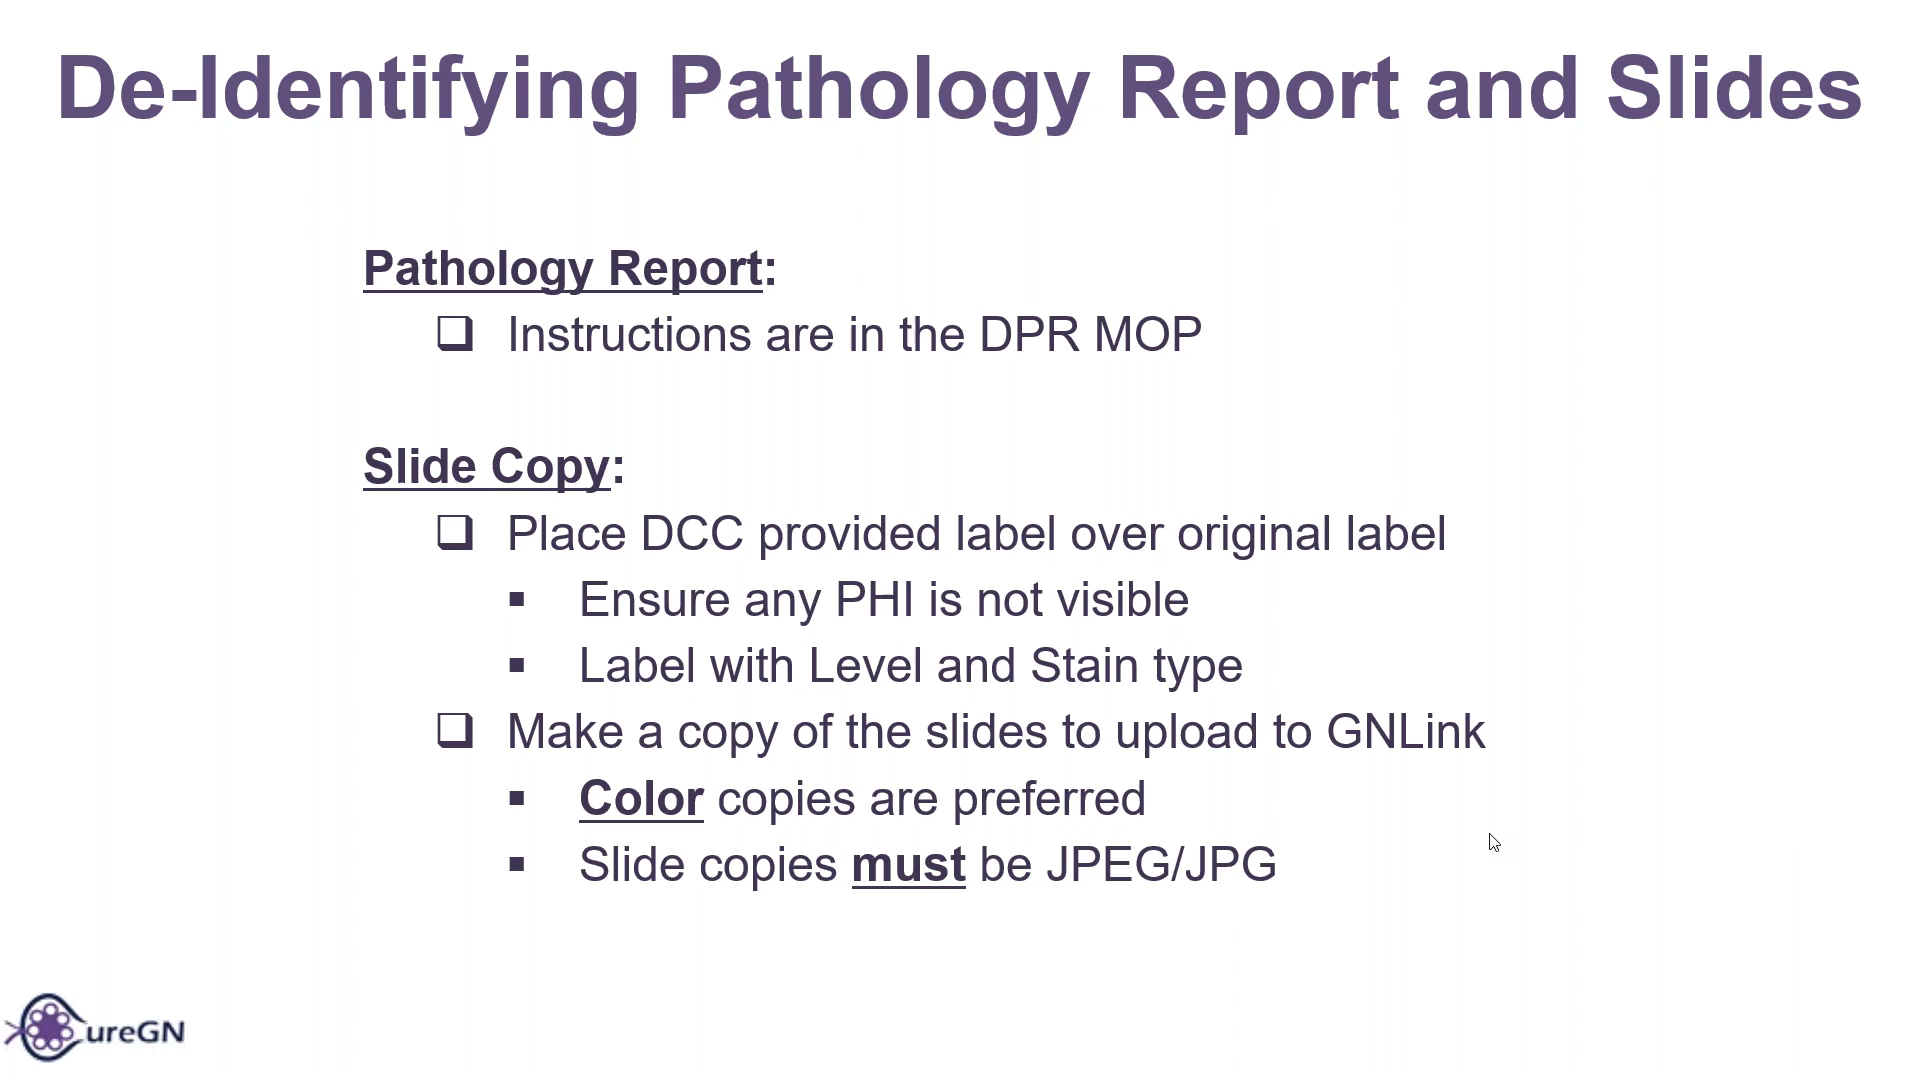 De-Identifying Pathology Report and Slides
Pathology Report:
Instructions are in the DPR MOP
Slide Copy:
Place DCC provided label over original label
Ensure any PHI is not visible
Label with Level and Stain type
Make a copy of the slides to upload to GNLink
Color copies are preferred
Slide copies must be JPEG/JPG
CureGN